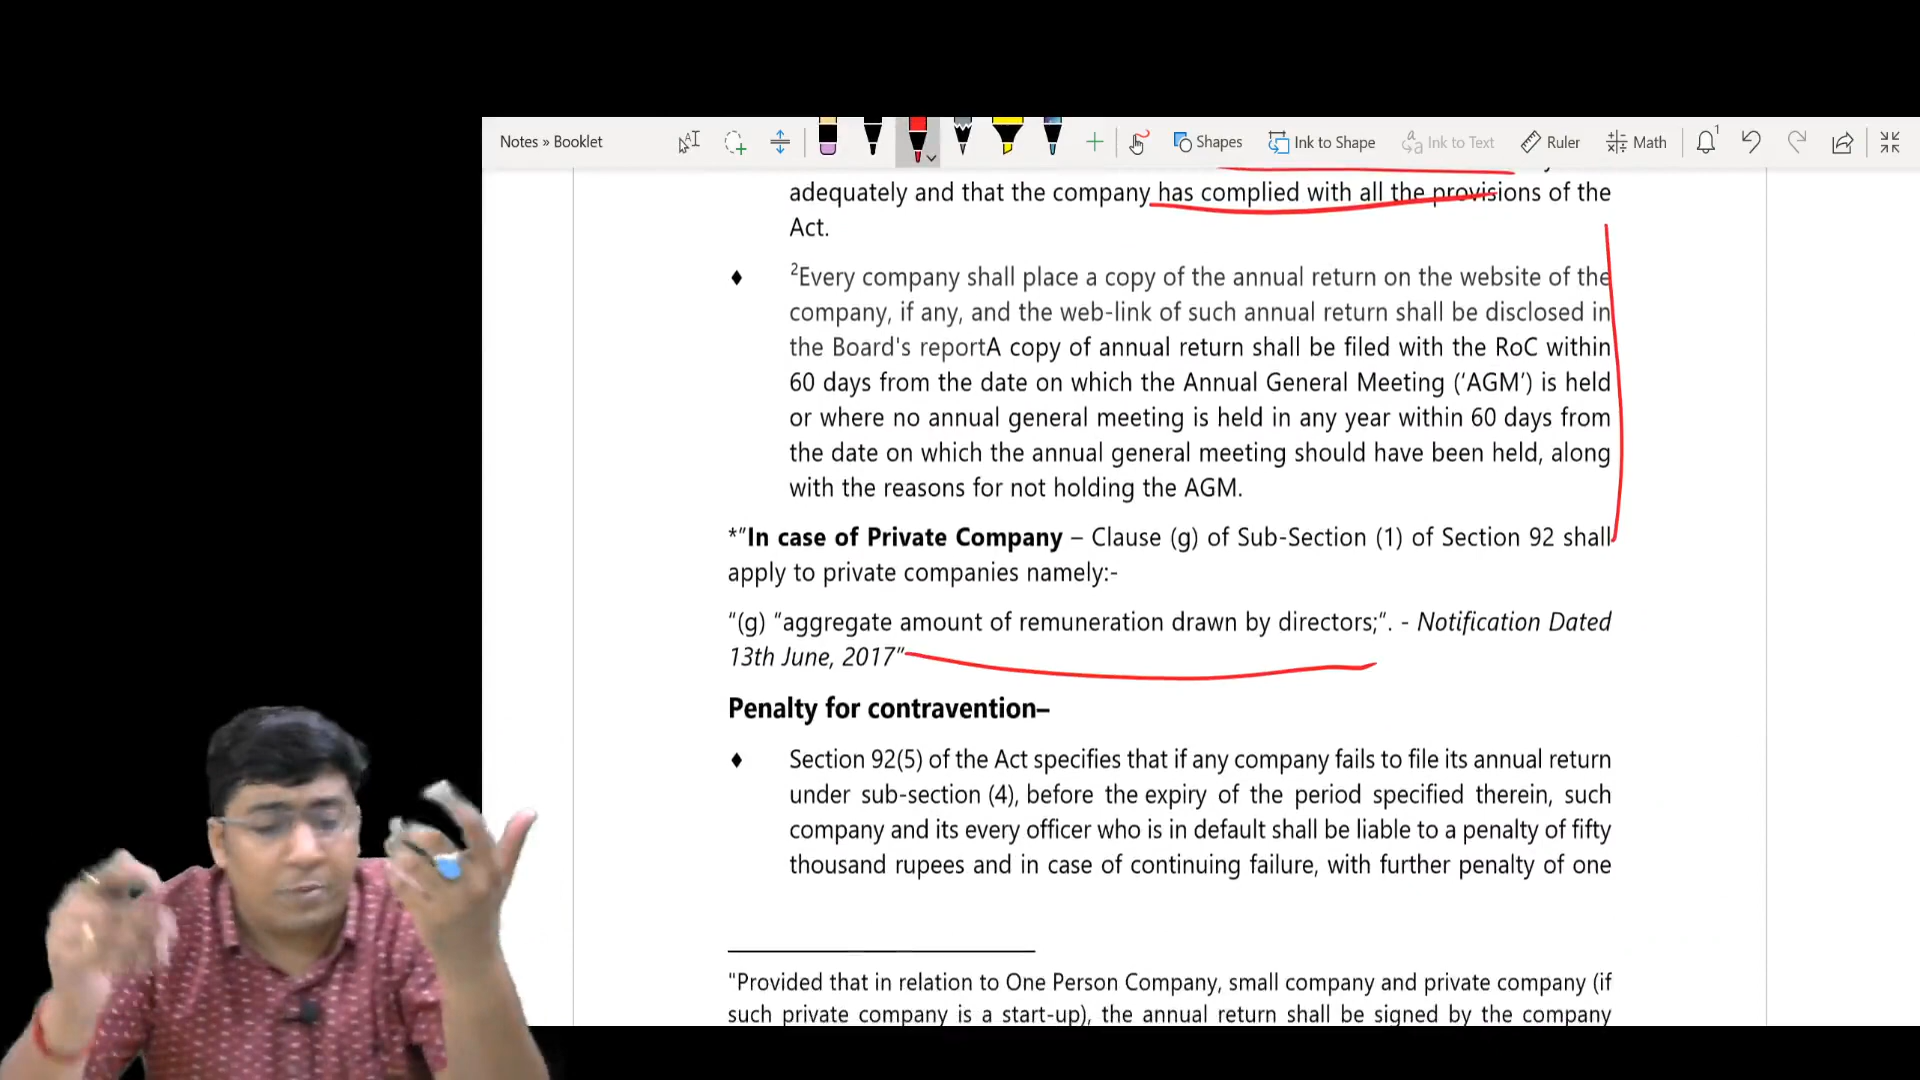 Notes » Booklet
Shapes
Ink to Shape
Ink to Text
Ruler
Math
1
adequately and that the company has complied with all the provisions of the
Act.
♦ ²Every company shall place a copy of the annual return on the website of the
company, if any, and the web-link of such annual return shall be disclosed in
the Board's reportA copy of annual return shall be filed with the RoC within
60 days from the date on which the Annual General Meeting (‘AGM’) is held
or where no annual general meeting is held in any year within 60 days from
the date on which the annual general meeting should have been held, along
with the reasons for not holding the AGM.
*"In case of Private Company – Clause (g) of Sub-Section (1) of Section 92 shall
apply to private companies namely:-
“(g) “aggregate amount of remuneration drawn by directors;”. - Notification Dated
13th June, 2017”
Penalty for contravention–
♦ Section 92(5) of the Act specifies that if any company fails to file its annual return
under sub-section (4), before the expiry of the period specified therein, such
company and its every officer who is in default shall be liable to a penalty of fifty
thousand rupees and in case of continuing failure, with further penalty of one
"Provided that in relation to One Person Company, small company and private company (if
such private company is a start-up), the annual return shall be signed by the company